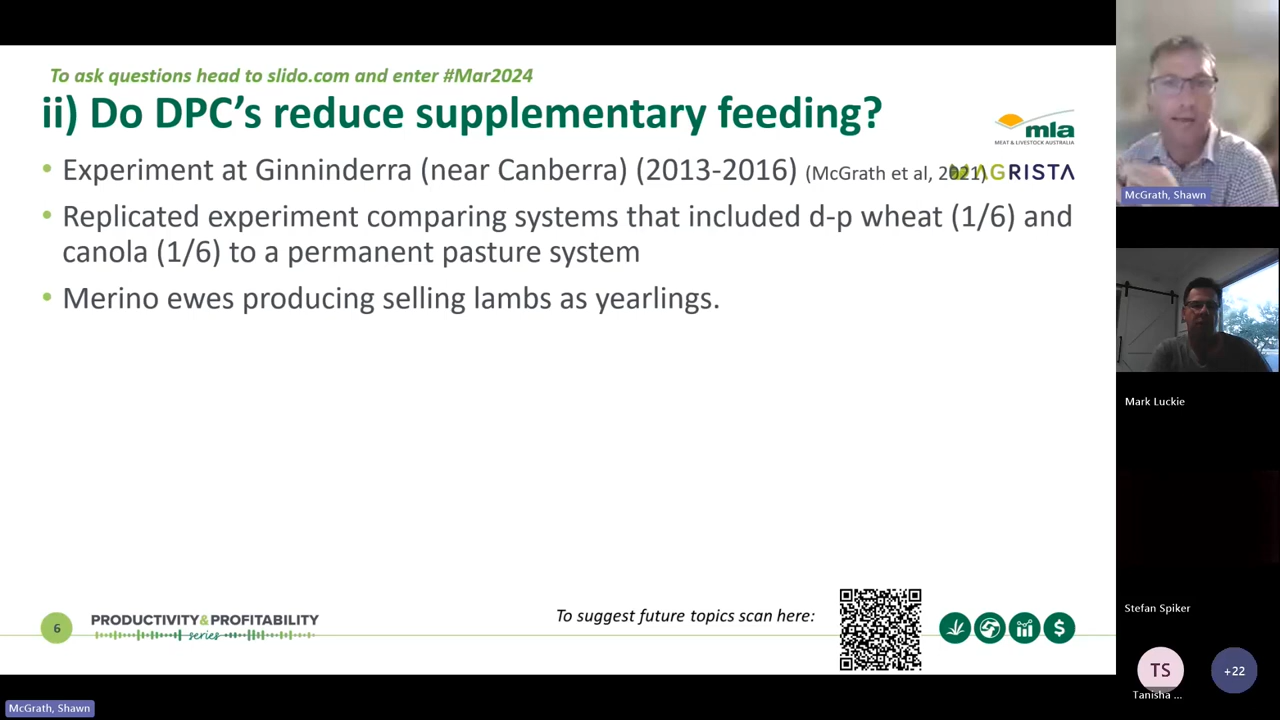 To ask questions head to slido.com and enter #Mar2024
ii) Do DPC's reduce supplementary feeding?
mla
MEAT & LIVESTOCK AUSTRALIA
• Experiment at Ginninderra (near Canberra) (2013-2016) (McGrath et al, 2021)
AGRISTA
• Replicated experiment comparing systems that included d-p wheat (1/6) and
canola (1/6) to a permanent pasture system
• Merino ewes producing selling lambs as yearlings.
6
PRODUCTIVITY&PROFITABILITY
series
To suggest future topics scan here:
$
McGrath, Shawn
Mark Luckie
Stefan Spiker
TS
Tanisha ...
+22
McGrath, Shawn